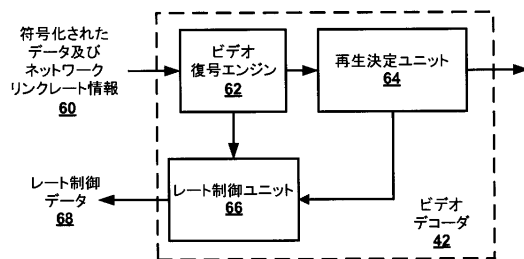 符号化された
データ及び
ネットワーク
リンクレート情報
60
ビデオ
復号エンジン
62
再生決定ユニット
64
レート制御ユニット
66
レート制御
データ
68
ビデオ
デコーダ
42